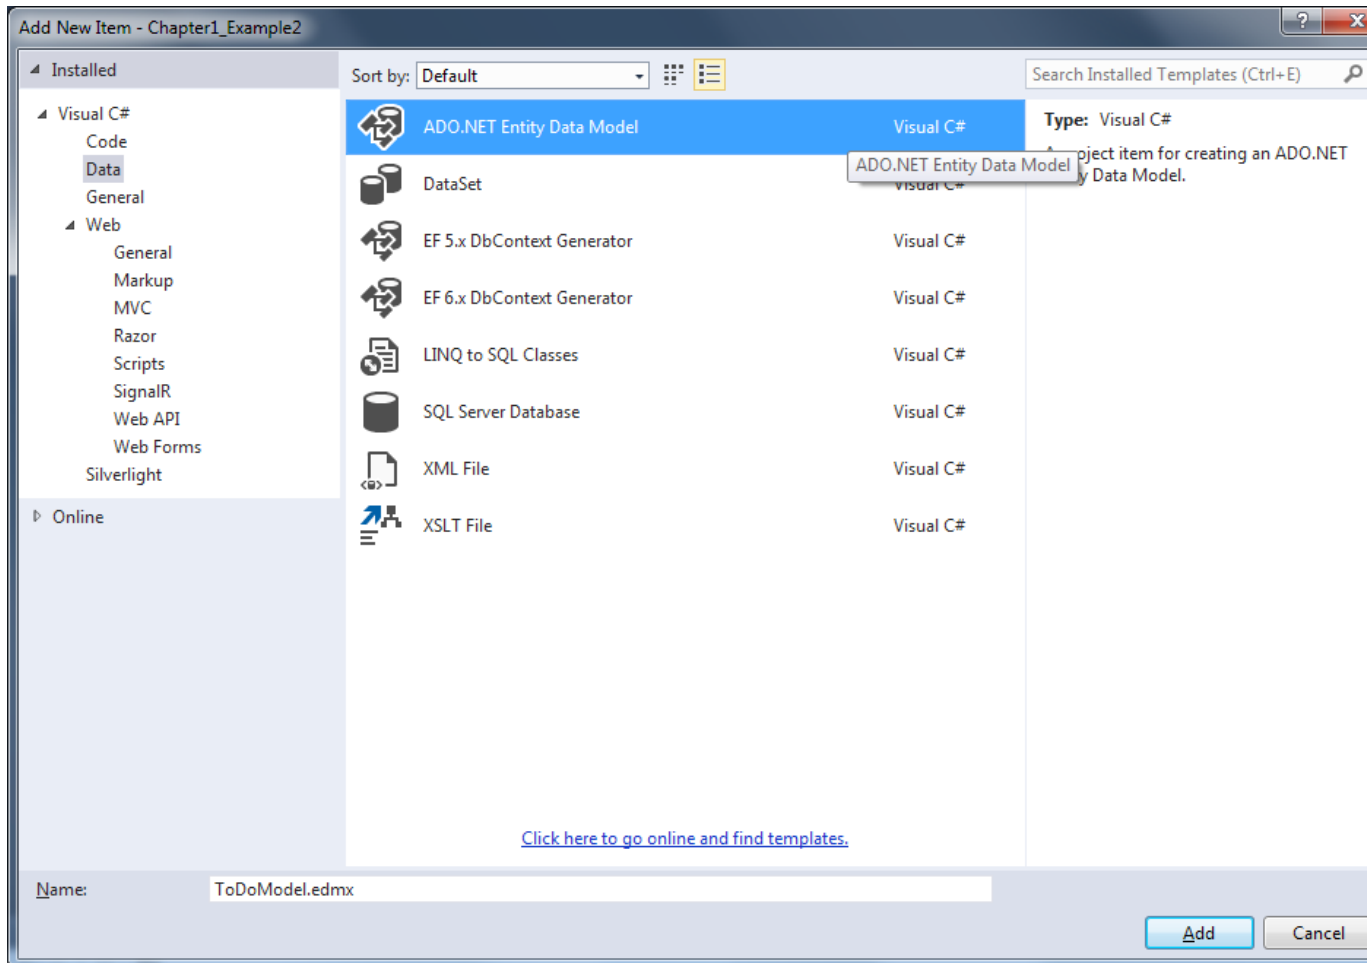 Add New Item - Chapter1_Example2
?
X
Installed
Sort by: Default
Search Installed Templates (Ctrl+E)
Visual C#
Code
Data
General
Web
General
Markup
MVC
Razor
Scripts
SignalR
Web API
Web Forms
Silverlight
Online
ADO.NET Entity Data Model Visual C#
DataSet Visual C#
EF 5.x DbContext Generator Visual C#
EF 6.x DbContext Generator Visual C#
LINQ to SQL Classes Visual C#
SQL Server Database Visual C#
XML File Visual C#
XSLT File Visual C#
ADO.NET Entity Data Model
Click here to go online and find templates.
Type: Visual C#
project item for creating an ADO.NET
Data Model.
Name: ToDoModel.edmx
Add Cancel